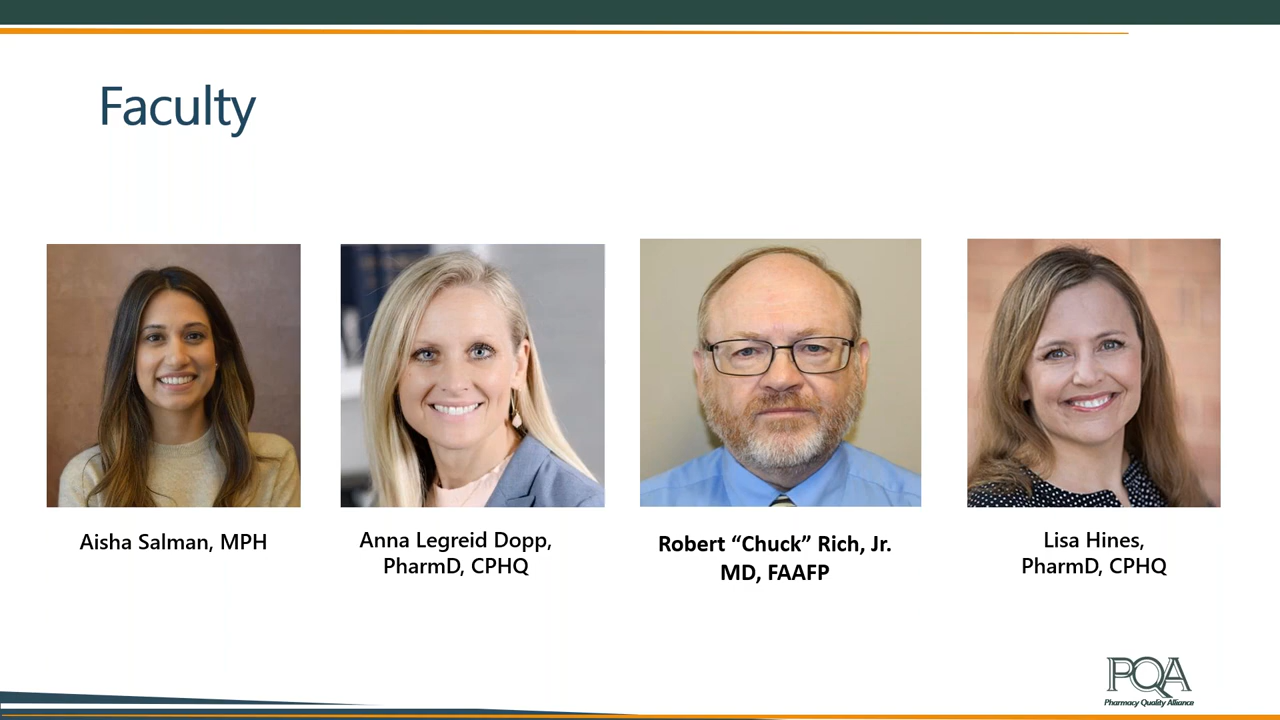 Faculty
Aisha Salman, MPH
Anna Legreid Dopp,
PharmD, CPHQ
Robert “Chuck” Rich, Jr.
MD, FAAFP
Lisa Hines,
PharmD, CPHQ
PQA
Pharmacy Quality Alliance